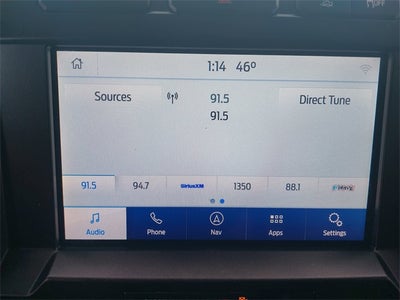 1:14 46°
Sources 91.5 Direct Tune
91.5
91.5 94.7 SiriusXM 1350 88.1
Audio Phone Nav Apps Settings